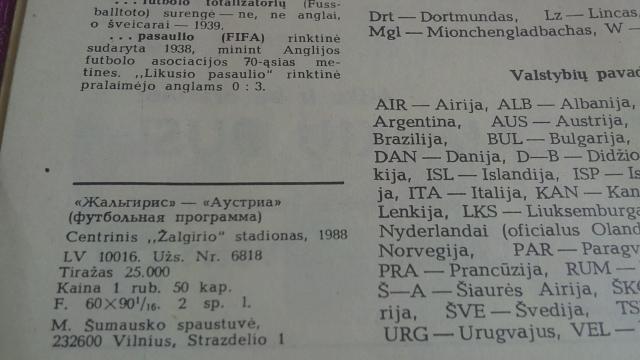 ... futbolo totalizatorių (Fuss-
balltoto) surengė — ne, ne anglai,
o šveicarai — 1939.
... pasaulio (FIFA) rinktinė
sudaryta 1938, minint Anglijos
futbolo asociacijos 70-ąsias me-
tines. ,,Likusio pasaulio" rinktinė
pralaimėjo anglams 0 : 3.
«Жальгирис» — «Аустриа»
(футбольная программа)
Centrinis ,,Žalgirio" stadionas, 1988
LV 10016. Užs. Nr. 6818
Tiražas 25.000
Kaina 1 rub. 50 kap.
F. 60×90¹/₁₆. 2 sp. l.
M. Šumausko spaustuvė,
232600 Vilnius, Strazdelio 1
Drt — Dortmundas, Lz — Lincas,
Mgl — Mionchengladbachas, W —
Valstybių pavad
AIR — Airija, ALB — Albanija,
Argentina, AUS — Austrija,
Brazilija, BUL — Bulgarija,
DAN — Danija, D—B — Didžio
kija, ISL — Islandija, ISP — Is
ja, ITA — Italija, KAN — Kan
Lenkija, LKS — Liuksemburga
Nyderlandai (oficialus Oland
Norvegija, PAR — Paragv
PRA — Prancūzija, RUM —
Š—A — Šiaurės Airija, ŠKO
rija, ŠVE — Švedija, TS
URG — Urugvajus, VEL —